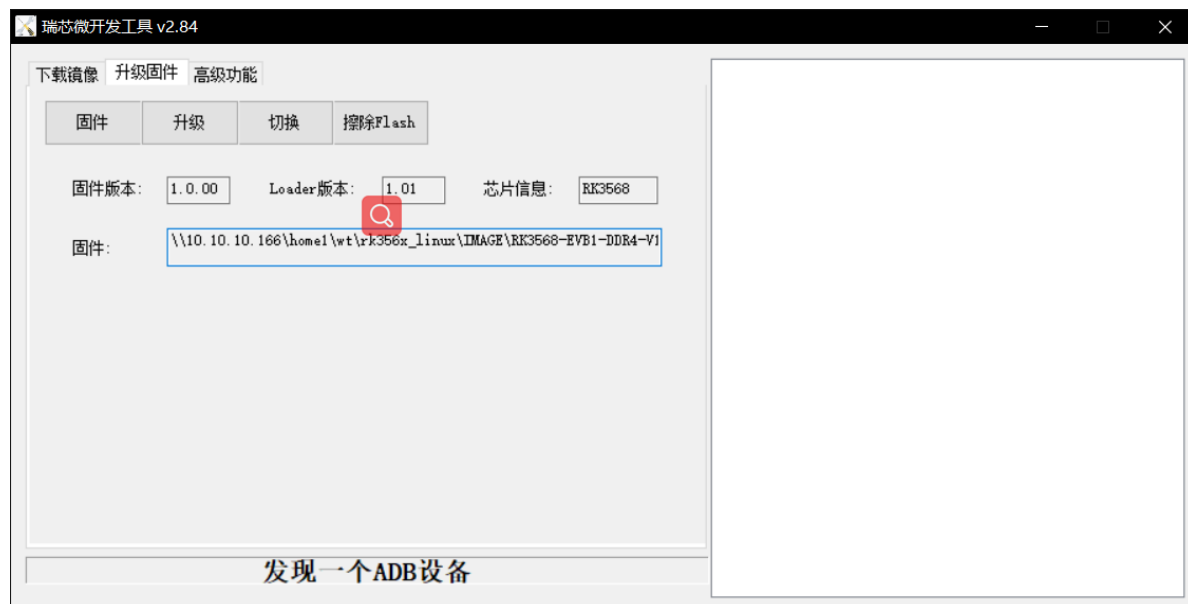 瑞芯微开发工具 v2.84
下载镜像 升级固件 高级功能
固件 升级 切换 擦除Flash
固件版本: 1.0.00 Loader版本: 1.01 芯片信息: RK3568
固件: \\10.10.10.166\home1\wt\rk356x_linux\IMAGE\RK3568-EVB1-DDR4-V1
发现一个ADB设备